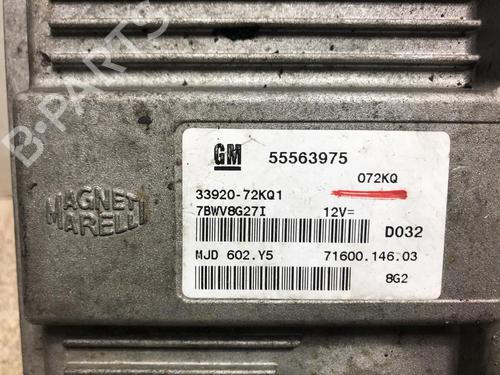 B-PARTS
MAGNETI
MARELLI
GM 55563975
072KQ
33920-72KQ1
7BWV8G27I 12V=
D032
MJD 602.Y5 71600.146.03
8G2